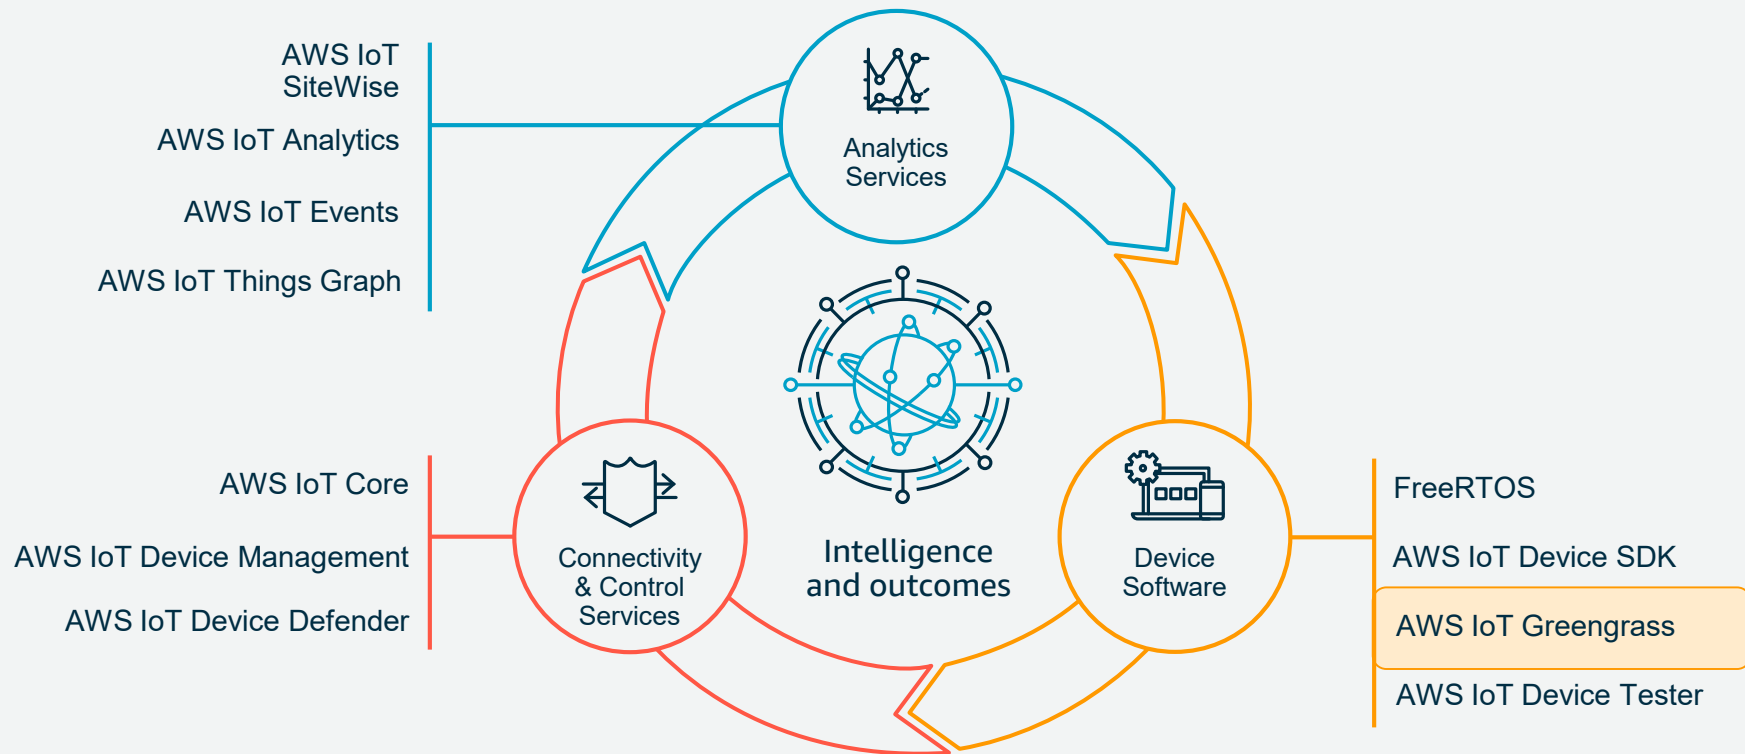 AWS IoT
SiteWise
AWS IoT Analytics
AWS IoT Events
AWS IoT Things Graph
Analytics
Services
AWS IoT Core
AWS IoT Device Management
AWS IoT Device Defender
Connectivity
& Control
Services
Intelligence
and outcomes
Device
Software
FreeRTOS
AWS IoT Device SDK
AWS IoT Greengrass
AWS IoT Device Tester